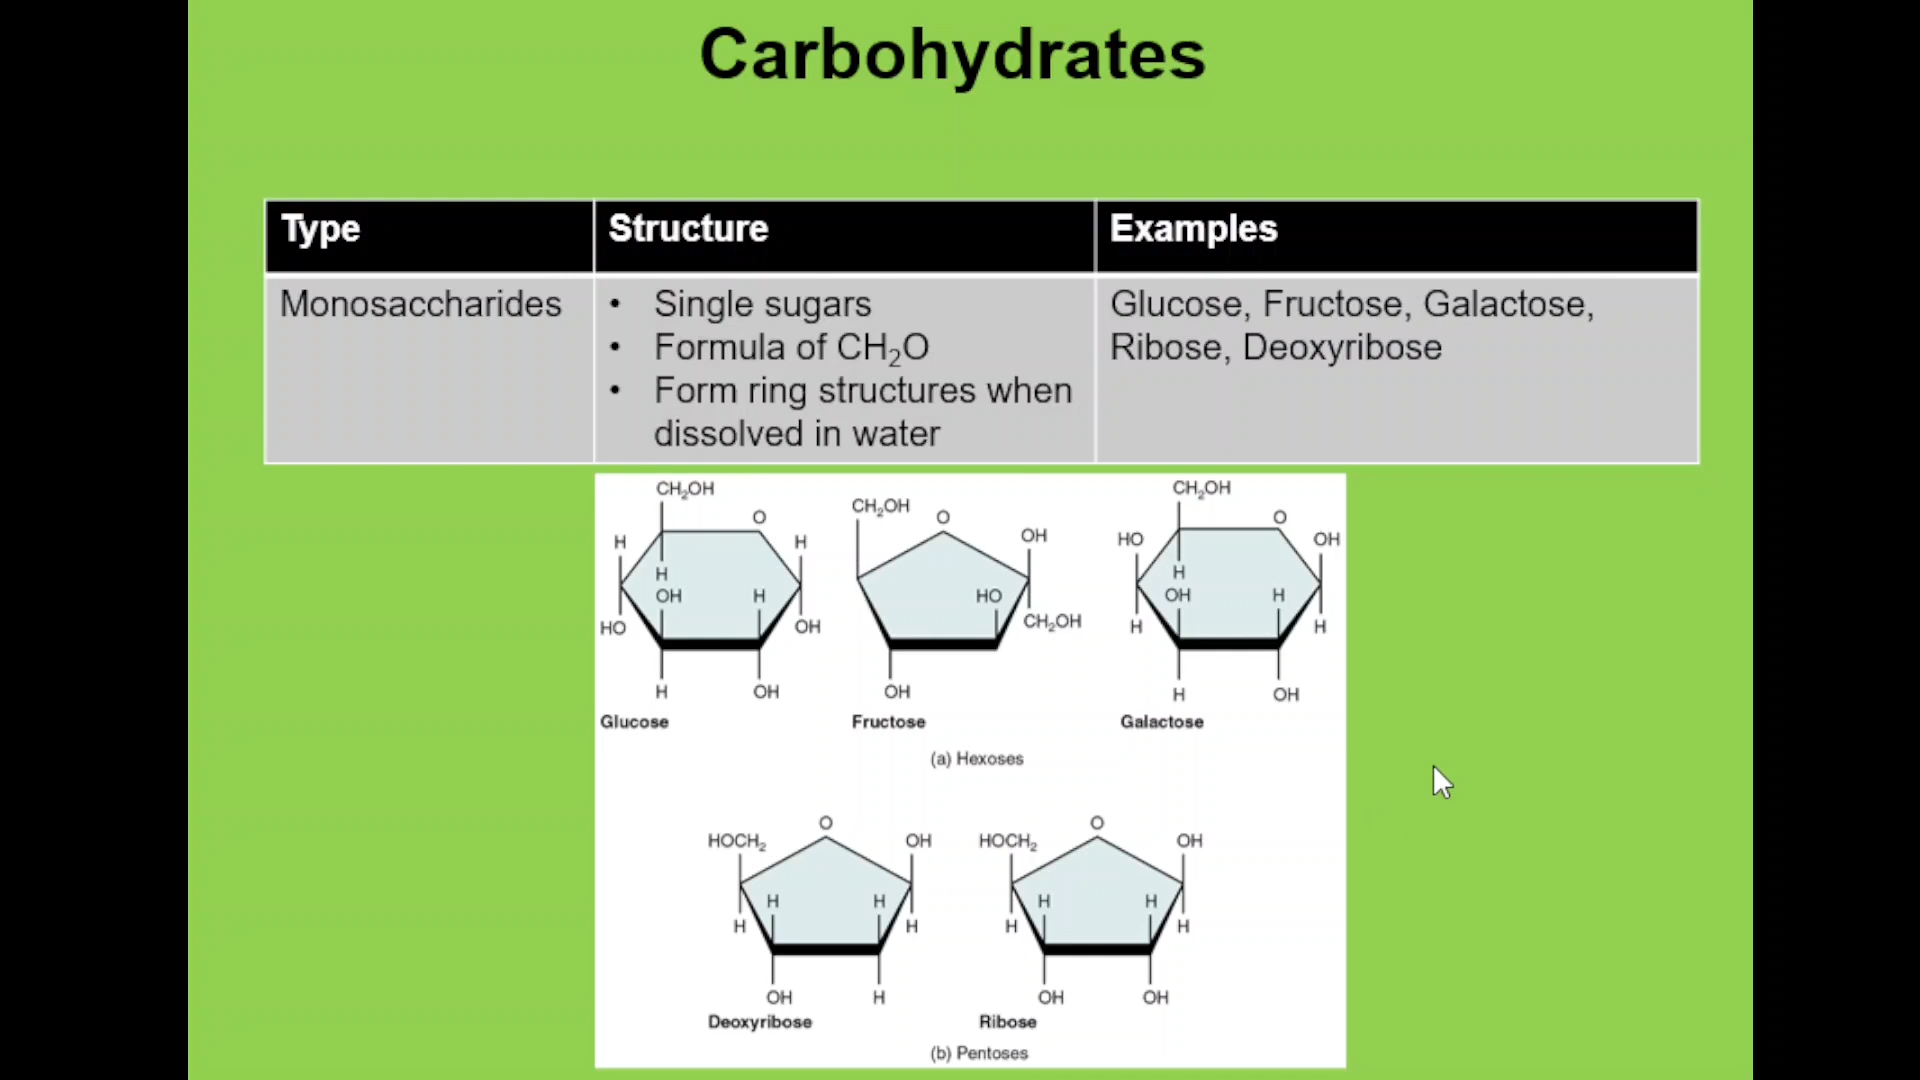 Carbohydrates
Type Structure Examples
Monosaccharides
• Single sugars
• Formula of CH₂O
• Form ring structures when
dissolved in water
Glucose, Fructose, Galactose,
Ribose, Deoxyribose
CH₂OH
O
H
H
H
OH
H
HO
OH
H
OH
Glucose
CH₂OH
O
OH
HO
CH₂OH
OH
Fructose
CH₂OH
O
HO
OH
H
OH
H
H
H
H
OH
Galactose
(a) Hexoses
HOCH₂
O
OH
H
H
H
H
OH
H
Deoxyribose
HOCH₂
O
OH
H
H
H
H
OH
OH
Ribose
(b) Pentoses